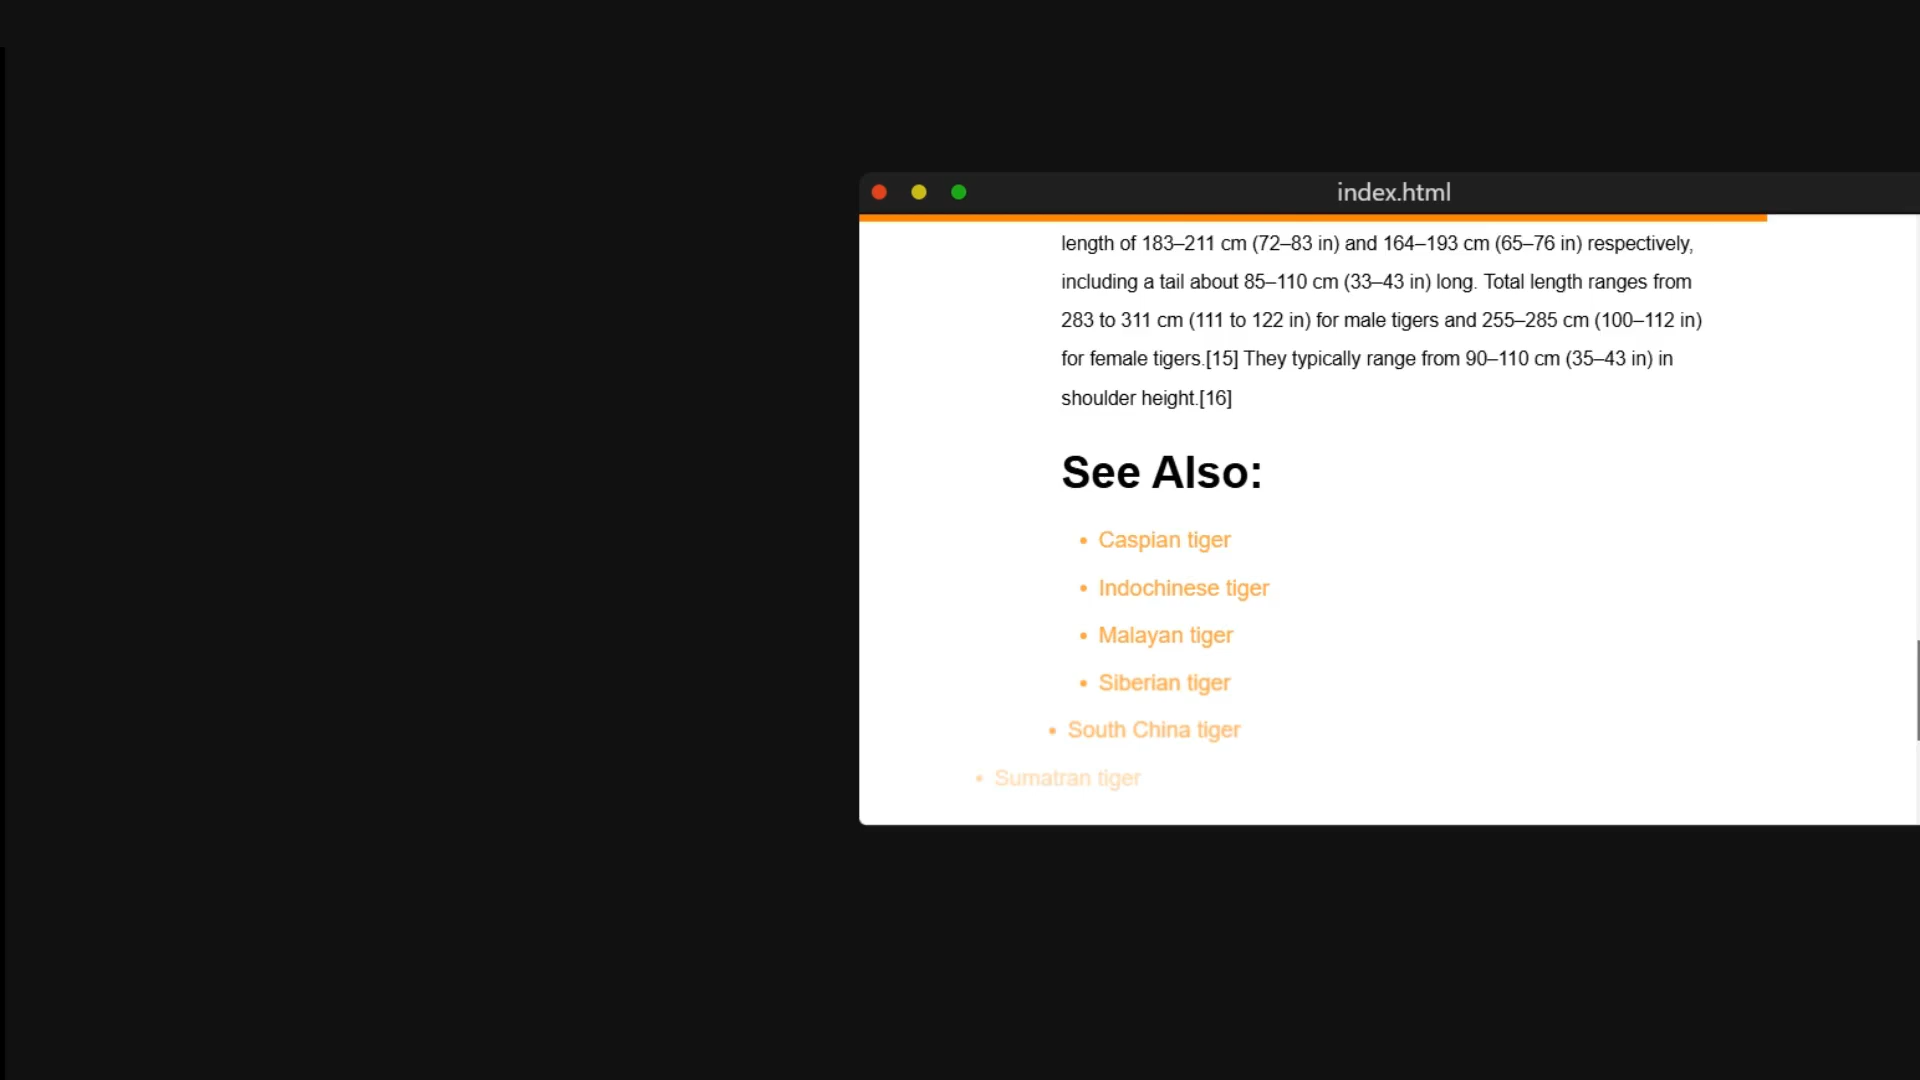 index.html
length of 183–211 cm (72–83 in) and 164–193 cm (65–76 in) respectively,
including a tail about 85–110 cm (33–43 in) long. Total length ranges from
283 to 311 cm (111 to 122 in) for male tigers and 255–285 cm (100–112 in)
for female tigers.[15] They typically range from 90–110 cm (35–43 in) in
shoulder height.[16]
See Also:
• Caspian tiger
• Indochinese tiger
• Malayan tiger
• Siberian tiger
• South China tiger
• Sumatran tiger